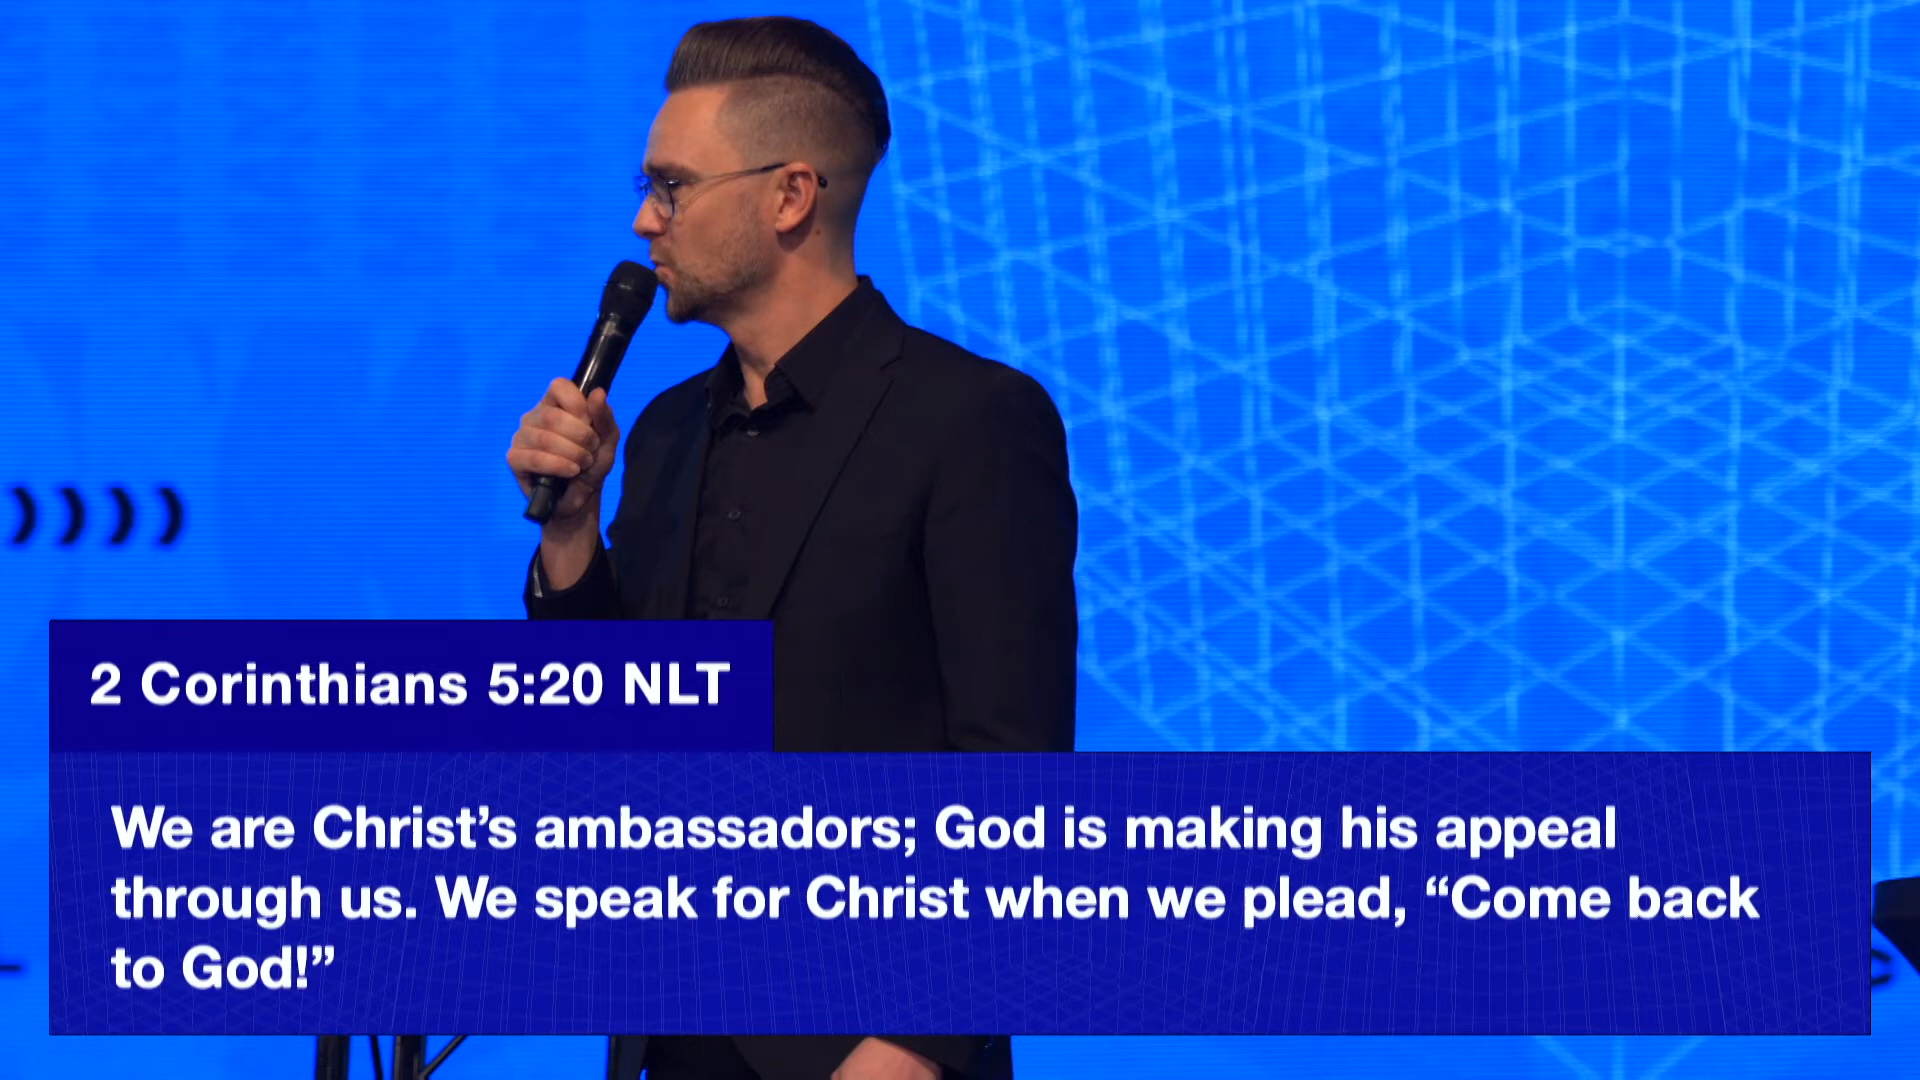 2 Corinthians 5:20 NLT
We are Christ’s ambassadors; God is making his appeal
through us. We speak for Christ when we plead, “Come back
to God!”
))))